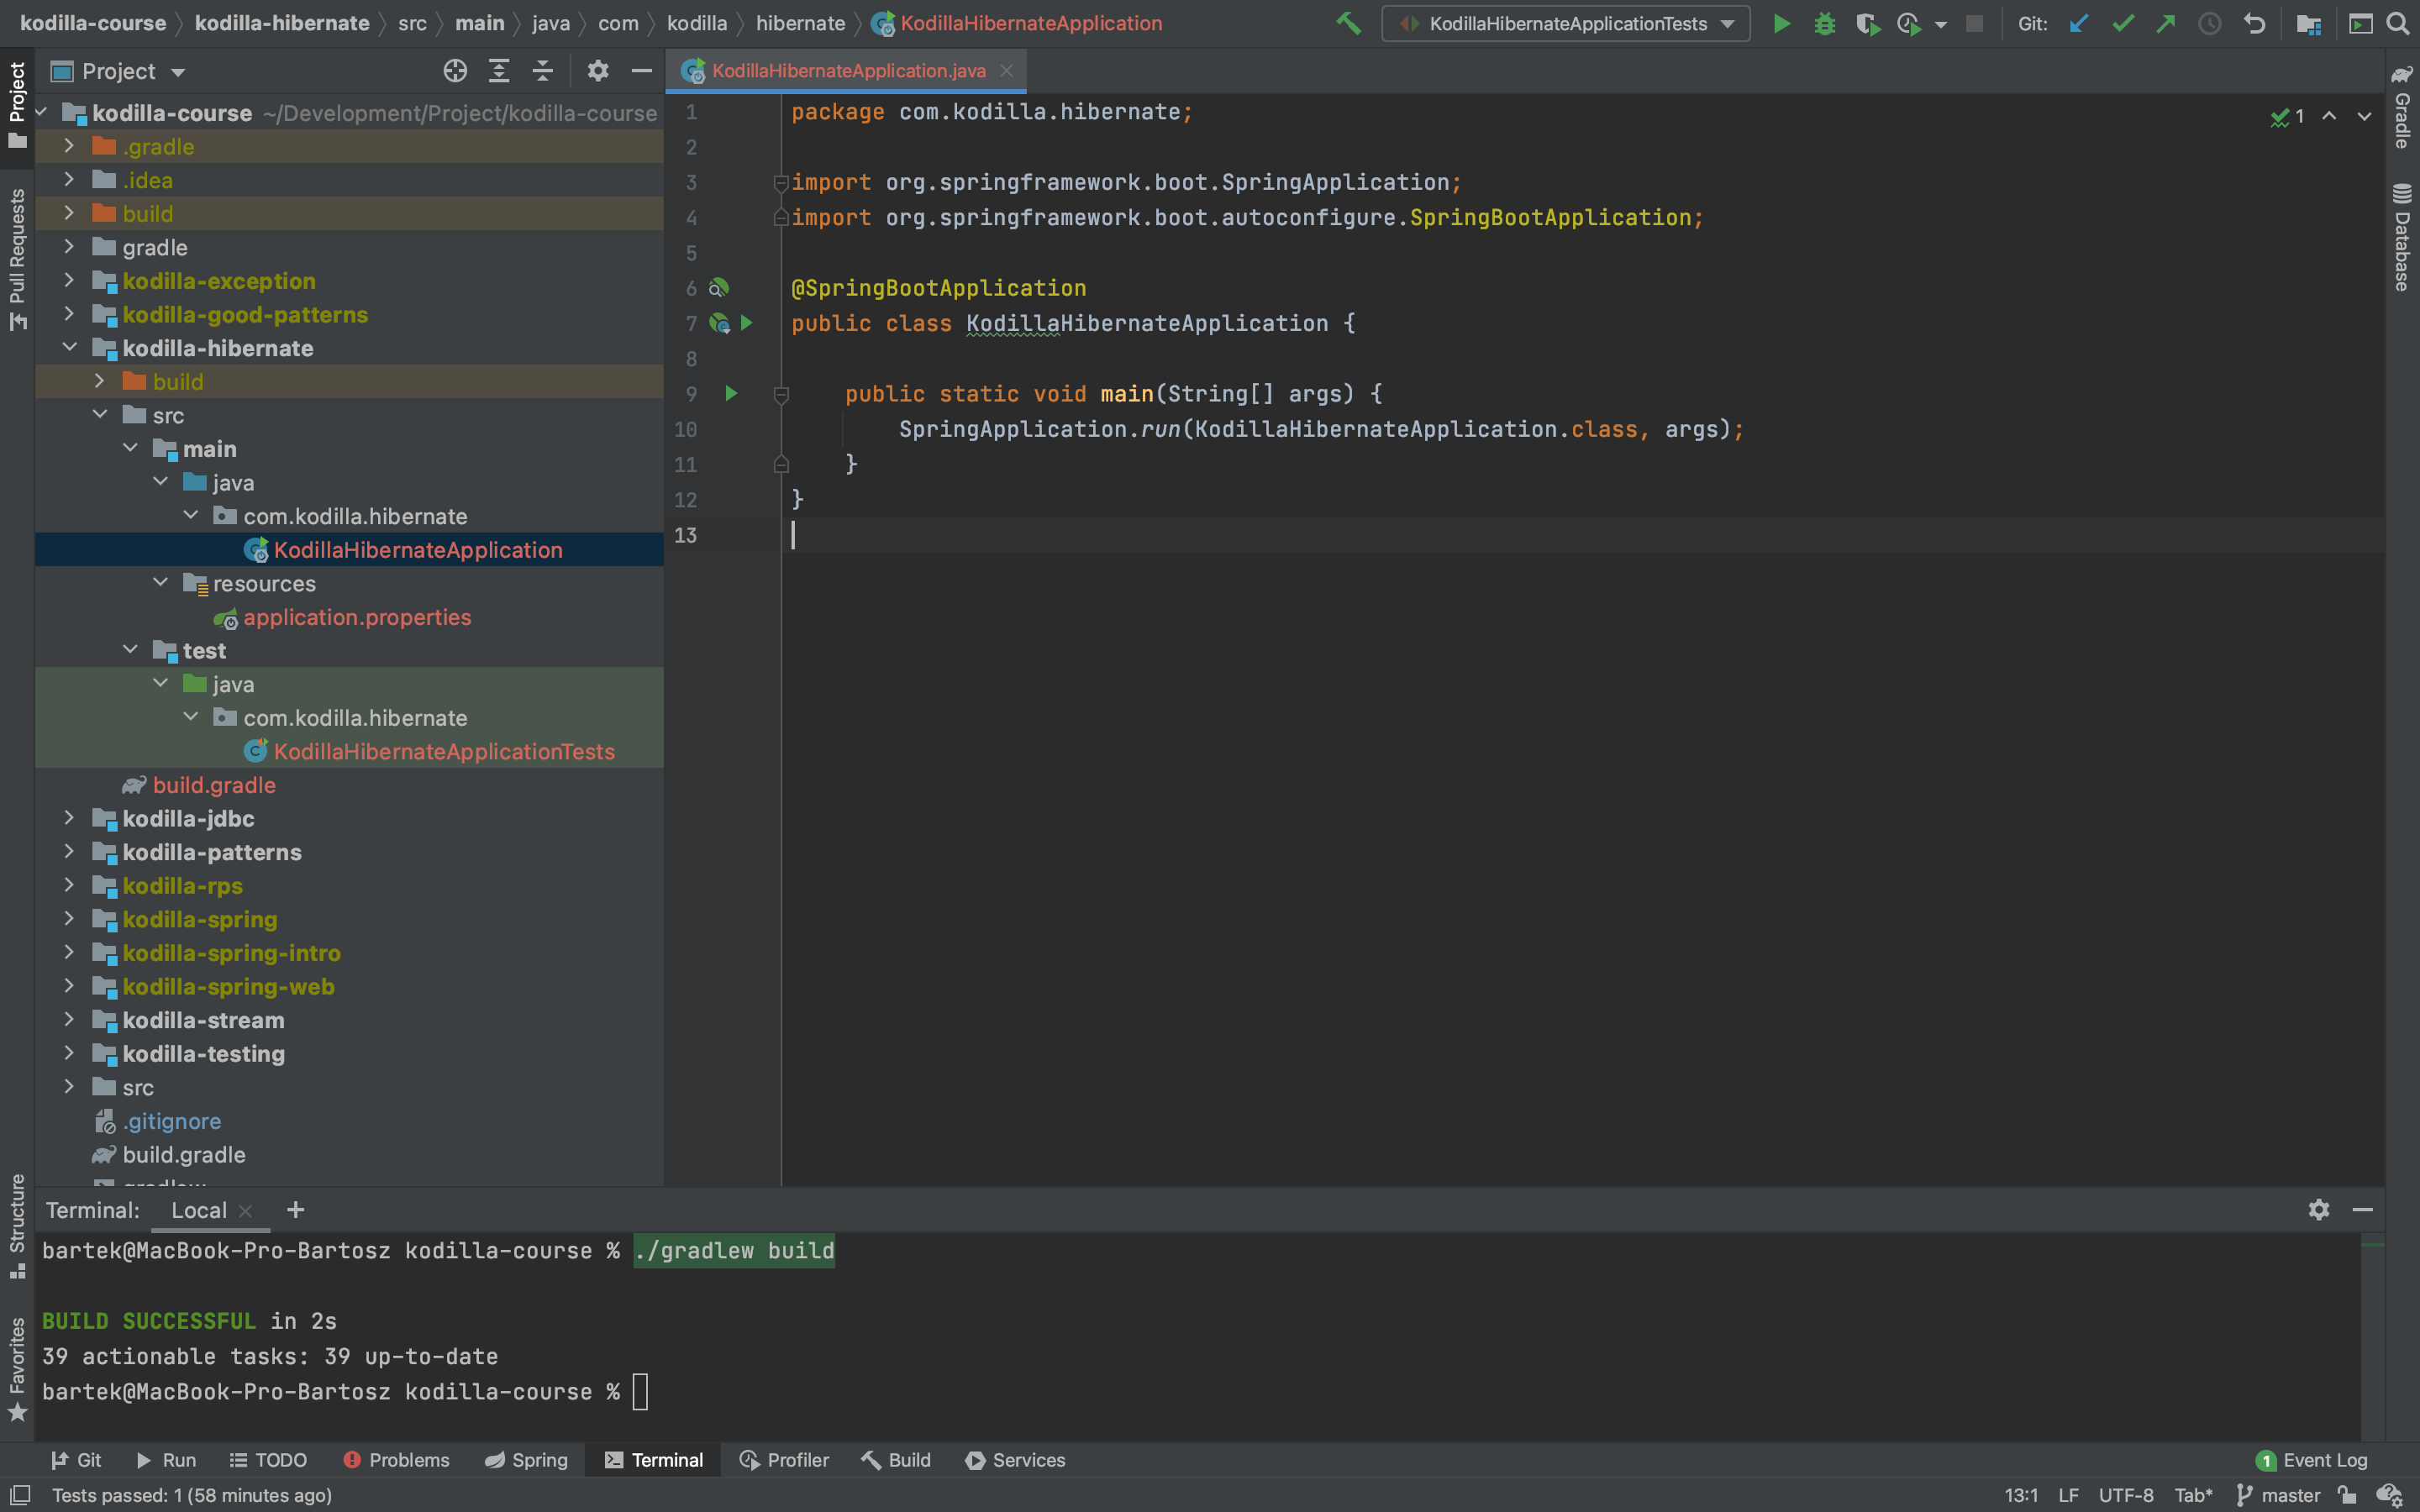 kodilla-course kodilla-hibernate src main java com kodilla hibernate KodillaHibernateApplication KodillaHibernateApplicationTests Git:
Project
Pull Requests
Structure
Favorites
Project
kodilla-course ~/Development/Project/kodilla-course
.gradle
.idea
build
gradle
kodilla-exception
kodilla-good-patterns
kodilla-hibernate
build
src
main
java
com.kodilla.hibernate
KodillaHibernateApplication
resources
application.properties
test
java
com.kodilla.hibernate
KodillaHibernateApplicationTests
build.gradle
kodilla-jdbc
kodilla-patterns
kodilla-rps
kodilla-spring
kodilla-spring-intro
kodilla-spring-web
kodilla-stream
kodilla-testing
src
.gitignore
build.gradle
gradlew
KodillaHibernateApplication.java
1 package com.kodilla.hibernate;
2
3 import org.springframework.boot.SpringApplication;
4 import org.springframework.boot.autoconfigure.SpringBootApplication;
5
6 @SpringBootApplication
7 public class KodillaHibernateApplication {
8
9 public static void main(String[] args) {
10 SpringApplication.run(KodillaHibernateApplication.class, args);
11 }
12 }
13
1
Gradle
Database
Terminal: Local
bartek@MacBook-Pro-Bartosz kodilla-course % ./gradlew build
BUILD SUCCESSFUL in 2s
39 actionable tasks: 39 up-to-date
bartek@MacBook-Pro-Bartosz kodilla-course %
Git Run TODO Problems Spring Terminal Profiler Build Services 1 Event Log
Tests passed: 1 (58 minutes ago) 13:1 LF UTF-8 Tab* master